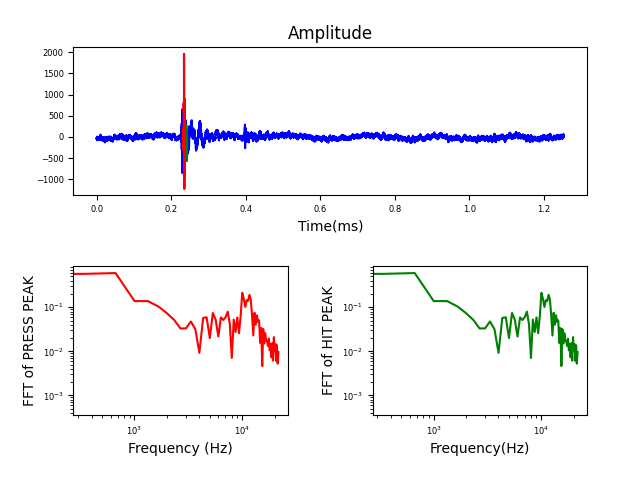 Amplitude
2000
1500
1000
500
0
−500
−1000
0.0 0.2 0.4 0.6 0.8 1.0 1.2
Time(ms)
FFT of PRESS PEAK
10⁻¹
10⁻²
10⁻³
10³ 10⁴
Frequency (Hz)
FFT of HIT PEAK
10⁻¹
10⁻²
10⁻³
10³ 10⁴
Frequency(Hz)